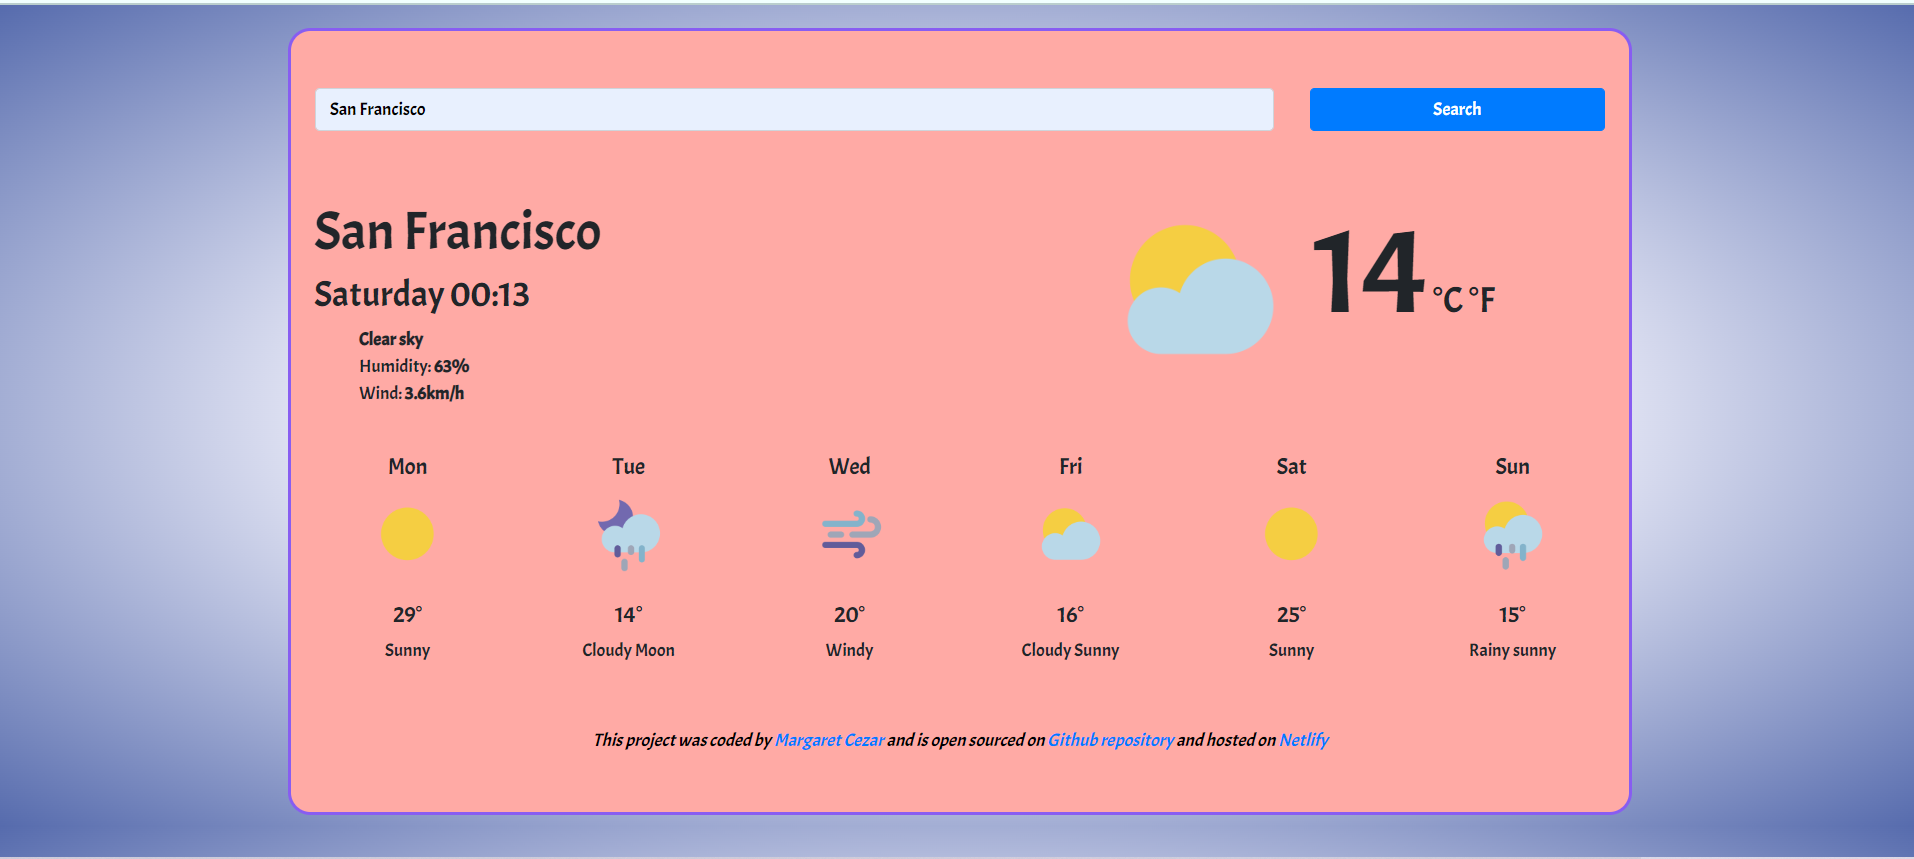 San Francisco
Search
San Francisco
Saturday 00:13
Clear sky
Humidity: 63%
Wind: 3.6km/h
14 °C °F
Mon Tue Wed Fri Sat Sun
29° 14° 20° 16° 25° 15°
Sunny Cloudy Moon Windy Cloudy Sunny Sunny Rainy sunny
This project was coded by Margaret Cezar and is open sourced on Github repository and hosted on Netlify